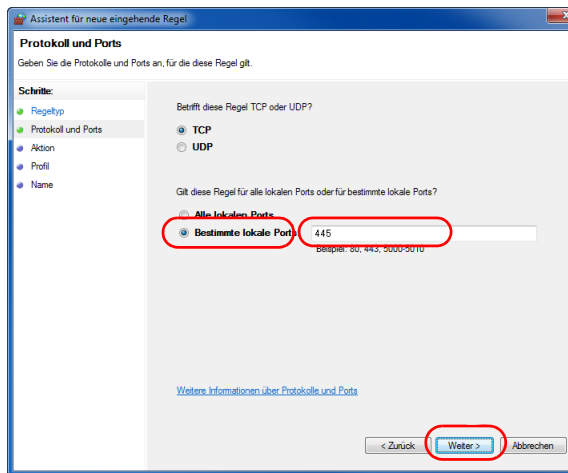 Assistent für neue eingehende Regel
Protokoll und Ports
Geben Sie die Protokolle und Ports an, für die diese Regel gilt.
Schritte:
Regeltyp
Protokoll und Ports
Aktion
Profil
Name
Betrifft diese Regel TCP oder UDP?
TCP
UDP
Gilt diese Regel für alle lokalen Ports oder für bestimmte lokale Ports?
Alle lokalen Ports
Bestimmte lokale Ports: 445
Beispiel: 80, 443, 5000-5010
Weitere Informationen über Protokolle und Ports
< Zurück Weiter > Abbrechen